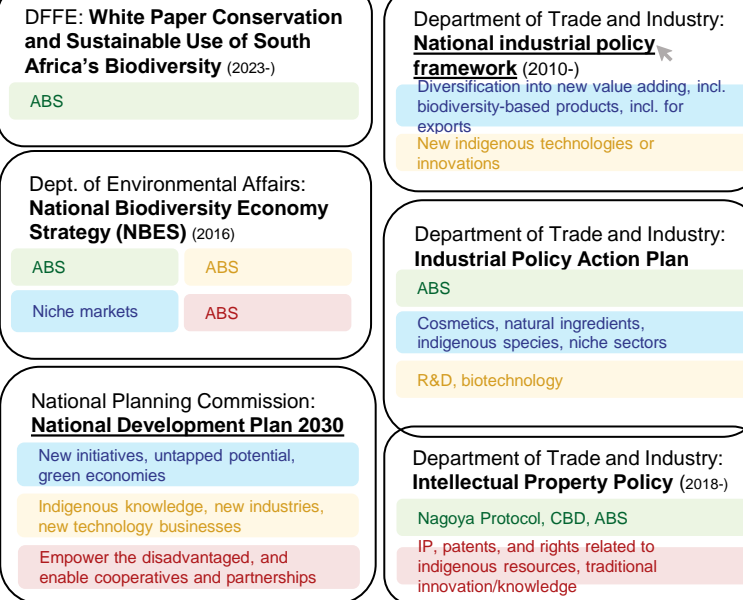 DFFE: White Paper Conservation
and Sustainable Use of South
Africa's Biodiversity (2023-)
ABS
Dept. of Environmental Affairs:
National Biodiversity Economy
Strategy (NBES) (2016)
ABS
ABS
Niche markets
ABS
National Planning Commission:
National Development Plan 2030
New initiatives, untapped potential,
green economies
Indigenous knowledge, new industries,
new technology businesses
Empower the disadvantaged, and
enable cooperatives and partnerships
Department of Trade and Industry:
National industrial policy
framework (2010-)
Diversification into new value adding, incl.
biodiversity-based products, incl. for
exports
New indigenous technologies or
innovations
Department of Trade and Industry:
Industrial Policy Action Plan
ABS
Cosmetics, natural ingredients,
indigenous species, niche sectors
R&D, biotechnology
Department of Trade and Industry:
Intellectual Property Policy (2018-)
Nagoya Protocol, CBD, ABS
IP, patents, and rights related to
indigenous resources, traditional
innovation/knowledge